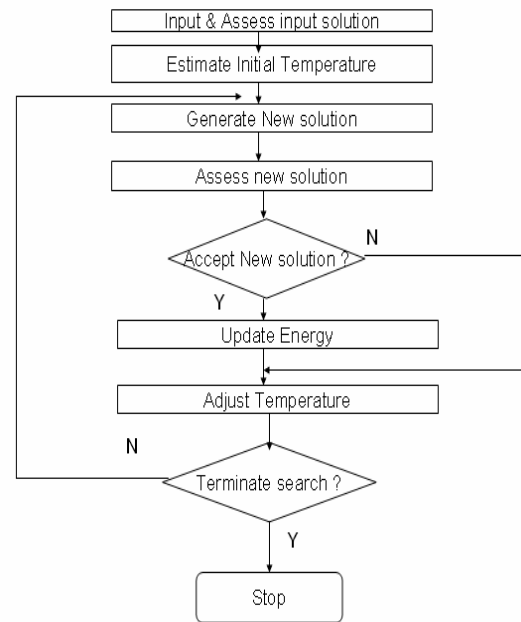 Input & Assess input solution
Estimate Initial Temperature
Generate New solution
Assess new solution
N
Accept New solution ?
Y
Update Energy
Adjust Temperature
N
Terminate search ?
Y
Stop